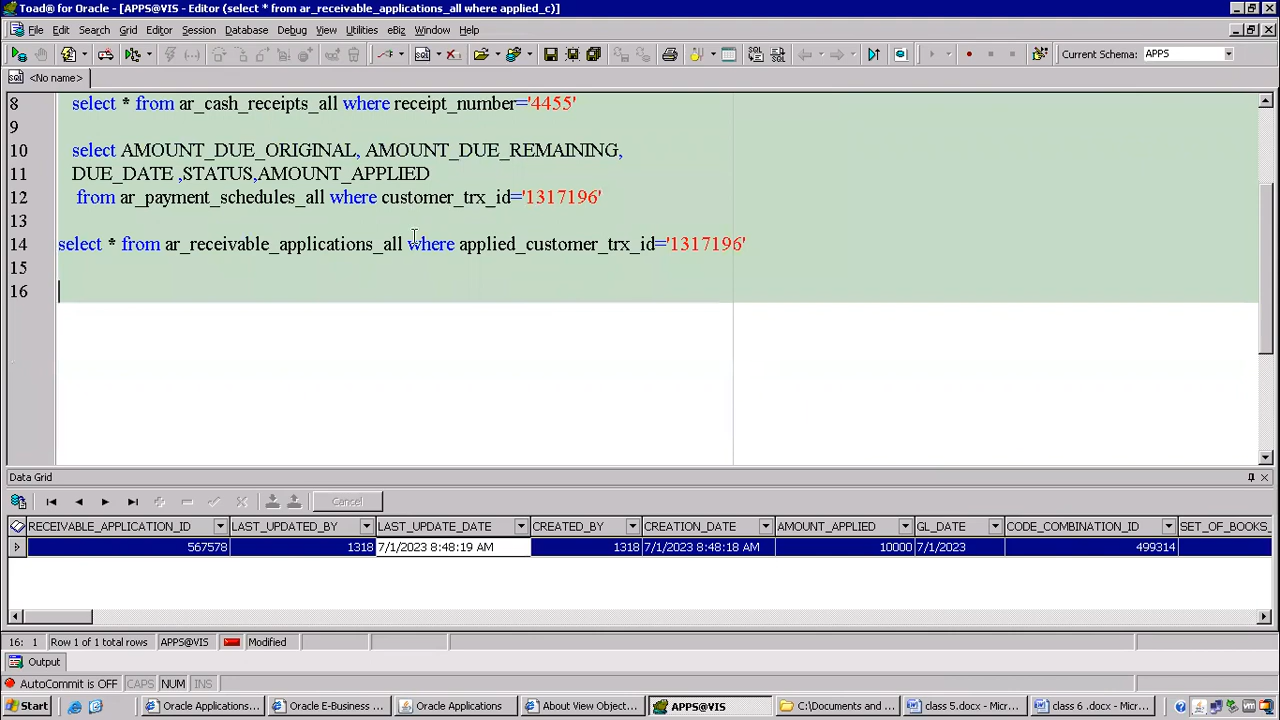 Toad® for Oracle - [APPS@VIS - Editor (select * from ar_receivable_applications_all where applied_c)]
File Edit Search Grid Editor Session Database Debug View Utilities eBiz Window Help
Current Schema: APPS
<No name>
8 select * from ar_cash_receipts_all where receipt_number='4455'
9
10 select AMOUNT_DUE_ORIGINAL, AMOUNT_DUE_REMAINING,
11 DUE_DATE ,STATUS,AMOUNT_APPLIED
12 from ar_payment_schedules_all where customer_trx_id='1317196'
13
14 select * from ar_receivable_applications_all where applied_customer_trx_id='1317196'
15
16
Data Grid
Cancel
RECEIVABLE_APPLICATION_ID LAST_UPDATED_BY LAST_UPDATE_DATE CREATED_BY CREATION_DATE AMOUNT_APPLIED GL_DATE CODE_COMBINATION_ID SET_OF_BOOKS_
567578 1318 7/1/2023 8:48:19 AM 1318 7/1/2023 8:48:18 AM 10000 7/1/2023 499314
16: 1 Row 1 of 1 total rows APPS@VIS Modified
Output
AutoCommit is OFF CAPS NUM INS
Start Oracle Applications... Oracle E-Business ... Oracle Applications About View Object... APPS@VIS C:\Documents and ... class 5.docx - Micr... class 6 .docx - Micr... 7:30 AM